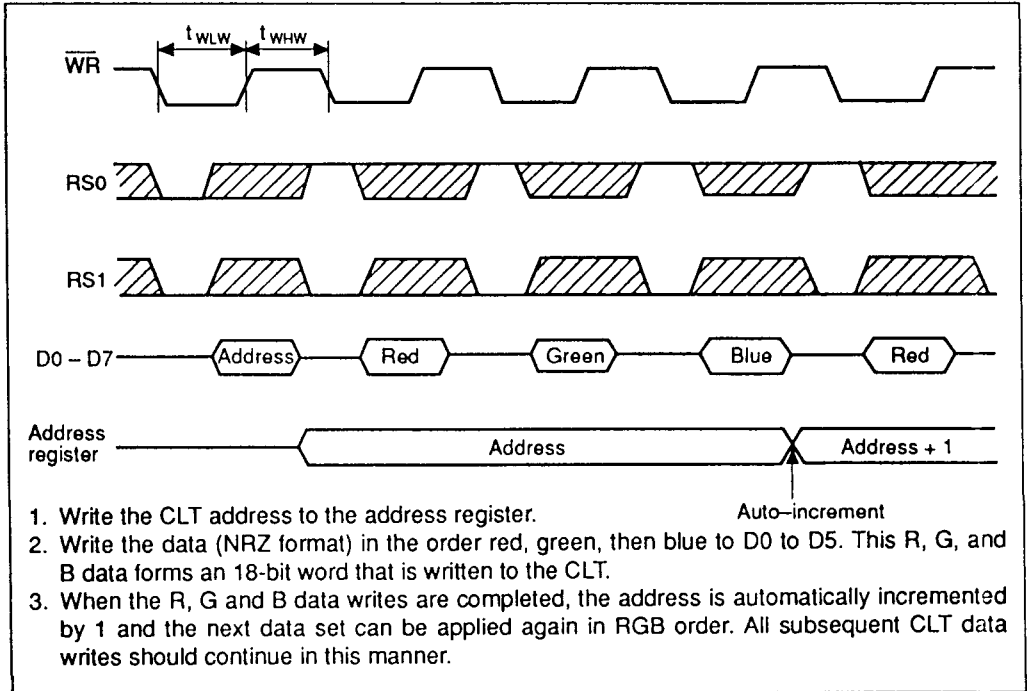 t WLW t WHW
WR
RS0
RS1
D0 – D7 Address Red Green Blue Red
Address
register Address Address + 1
Auto–increment
1. Write the CLT address to the address register.
2. Write the data (NRZ format) in the order red, green, then blue to D0 to D5. This R, G, and
B data forms an 18-bit word that is written to the CLT.
3. When the R, G and B data writes are completed, the address is automatically incremented
by 1 and the next data set can be applied again in RGB order. All subsequent CLT data
writes should continue in this manner.